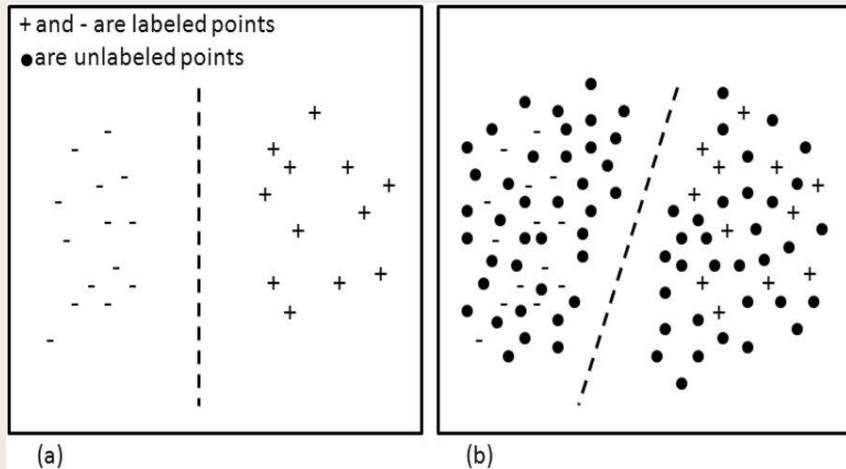 + and - are labeled points
●are unlabeled points
(a)
(b)